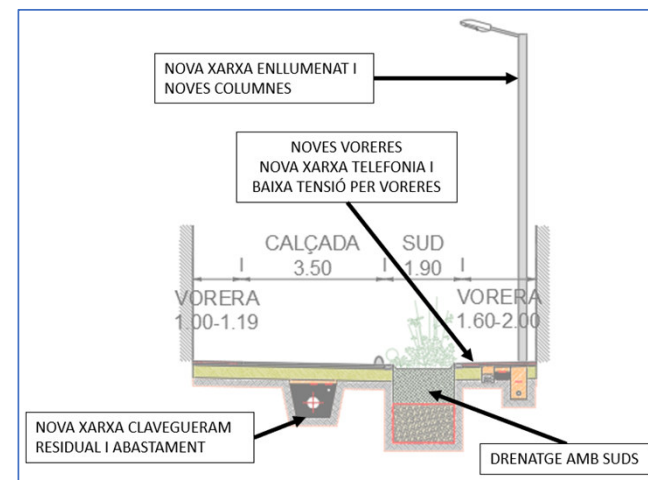 NOVA XARXA ENLLUMENAT I
NOVES COLUMNES
NOVES VORERES
NOVA XARXA TELEFONIA I
BAIXA TENSIÓ PER VORERES
CALÇADA
3.50
SUD
1.90
VORERA
1.00-1.19
VORERA
1.60-2.00
NOVA XARXA CLAVEGUERAM
RESIDUAL I ABASTAMENT
DRENATGE AMB SUDS